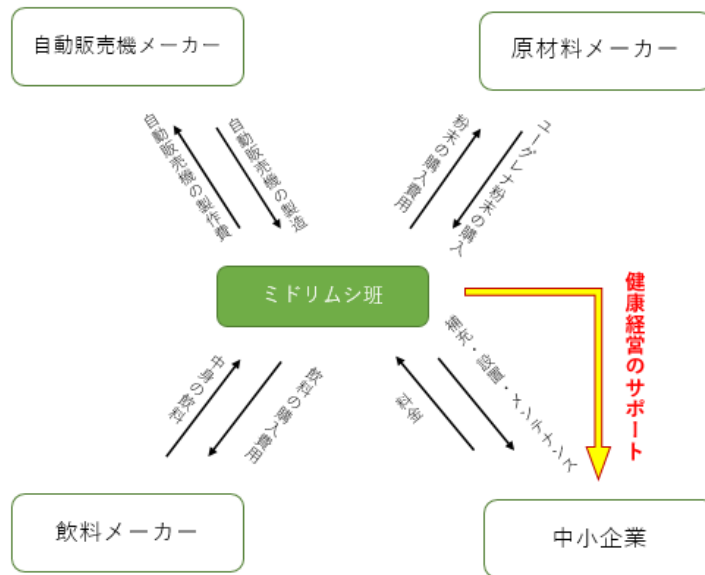 自動販売機メーカー
原材料メーカー
自動販売機の製作費
自動販売機の製造
粉末の購入費用
ユーグレナ粉末の購入
ミドリムシ班
健康経営のサポート
中身の飲料
飲料の購入費用
料金
補充・設置・メンテナンス
飲料メーカー
中小企業